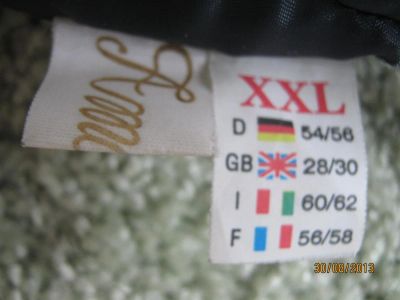 XXL
D 54/56
GB 28/30
I 60/62
F 56/58
30/08/2013